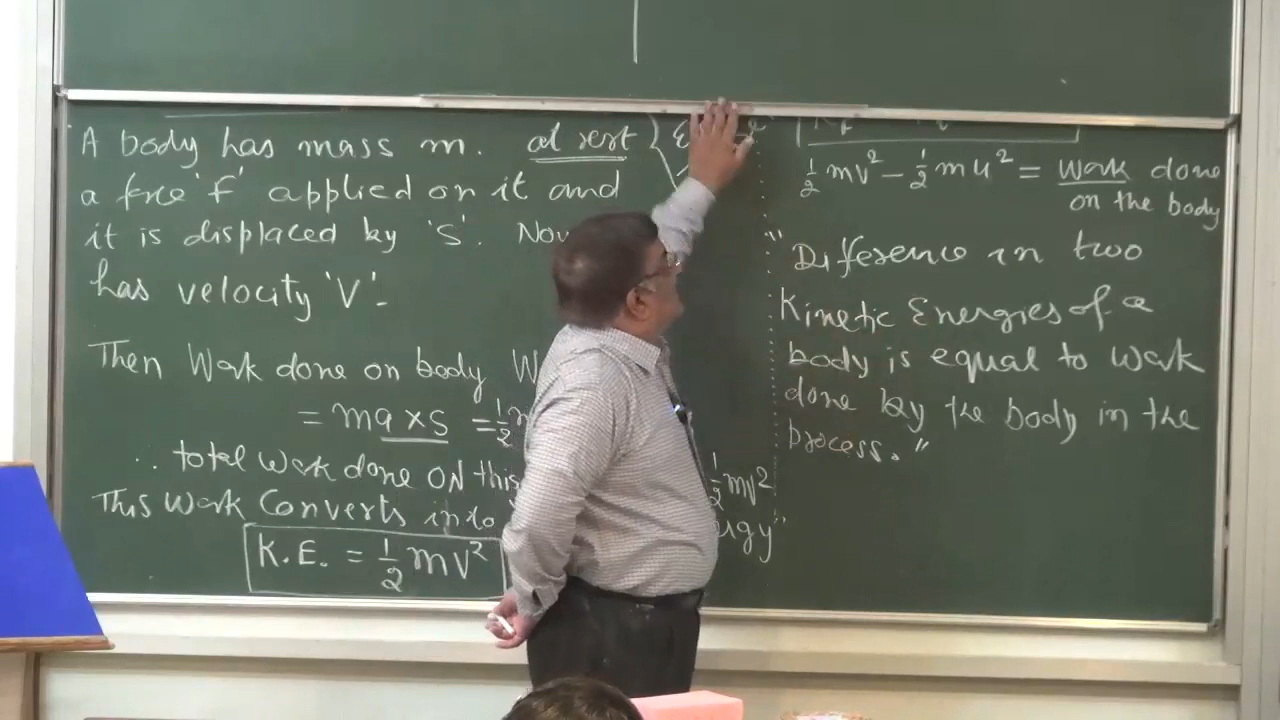 A body has mass m. at rest
a force 'F' applied on it and
it is displaced by 'S'. Now
has velocity 'V'.
Then Work done on body W
= ma × s = 1/2
∴ total work done ON this 1/2 mv²
This Work Converts into
K.E. = 1/2 mv²
1/2 mv² - 1/2 mu² = Work done
on the body
"Difference in two
Kinetic Energies of a
body is equal to work
done by the body in the
process."